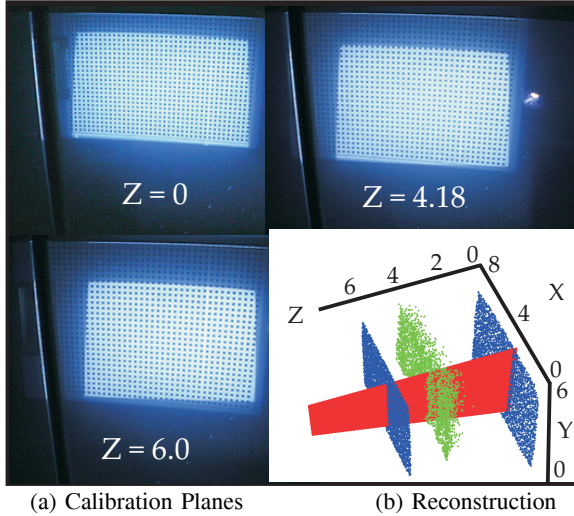 Z = 0
Z = 4.18
Z = 6.0
Z
6
4
2
0
8
X
4
0
6
Y
0
(a) Calibration Planes
(b) Reconstruction